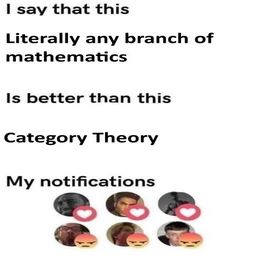 I say that this
Literally any branch of
mathematics
Is better than this
Category Theory
My notifications